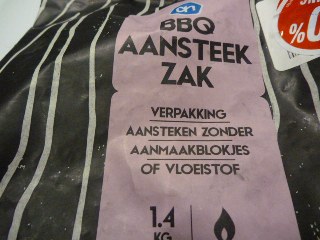 ah
BBQ
AANSTEEK
ZAK
VERPAKKING
AANSTEKEN ZONDER
AANMAAKBLOKJES
OF VLOEISTOF
1.4
KG